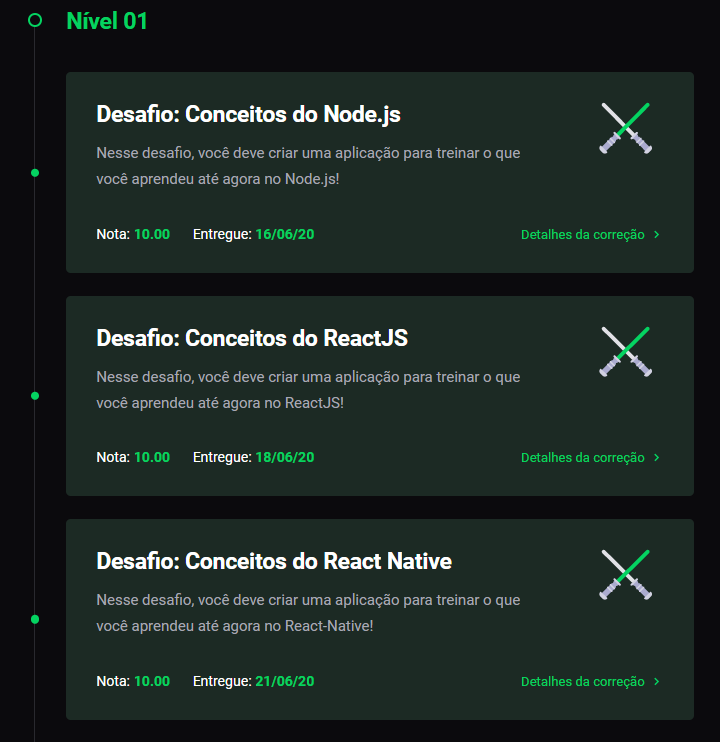 Nível 01
Desafio: Conceitos do Node.js
Nesse desafio, você deve criar uma aplicação para treinar o que
você aprendeu até agora no Node.js!
Nota: 10.00 Entregue: 16/06/20 Detalhes da correção >
Desafio: Conceitos do ReactJS
Nesse desafio, você deve criar uma aplicação para treinar o que
você aprendeu até agora no ReactJS!
Nota: 10.00 Entregue: 18/06/20 Detalhes da correção >
Desafio: Conceitos do React Native
Nesse desafio, você deve criar uma aplicação para treinar o que
você aprendeu até agora no React-Native!
Nota: 10.00 Entregue: 21/06/20 Detalhes da correção >